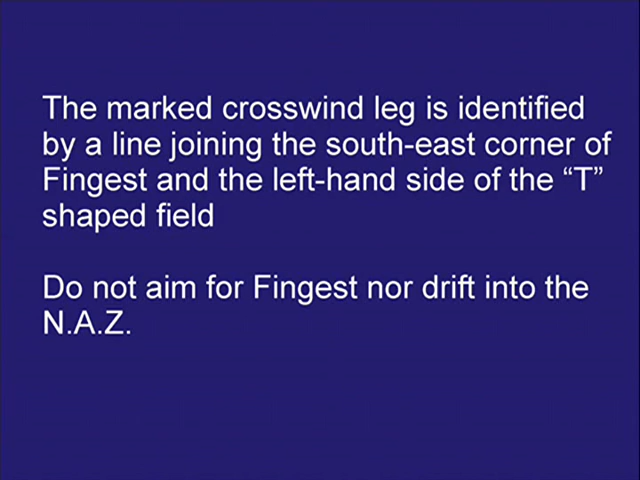 The marked crosswind leg is identified
by a line joining the south-east corner of
Fingest and the left-hand side of the “T”
shaped field
Do not aim for Fingest nor drift into the
N.A.Z.